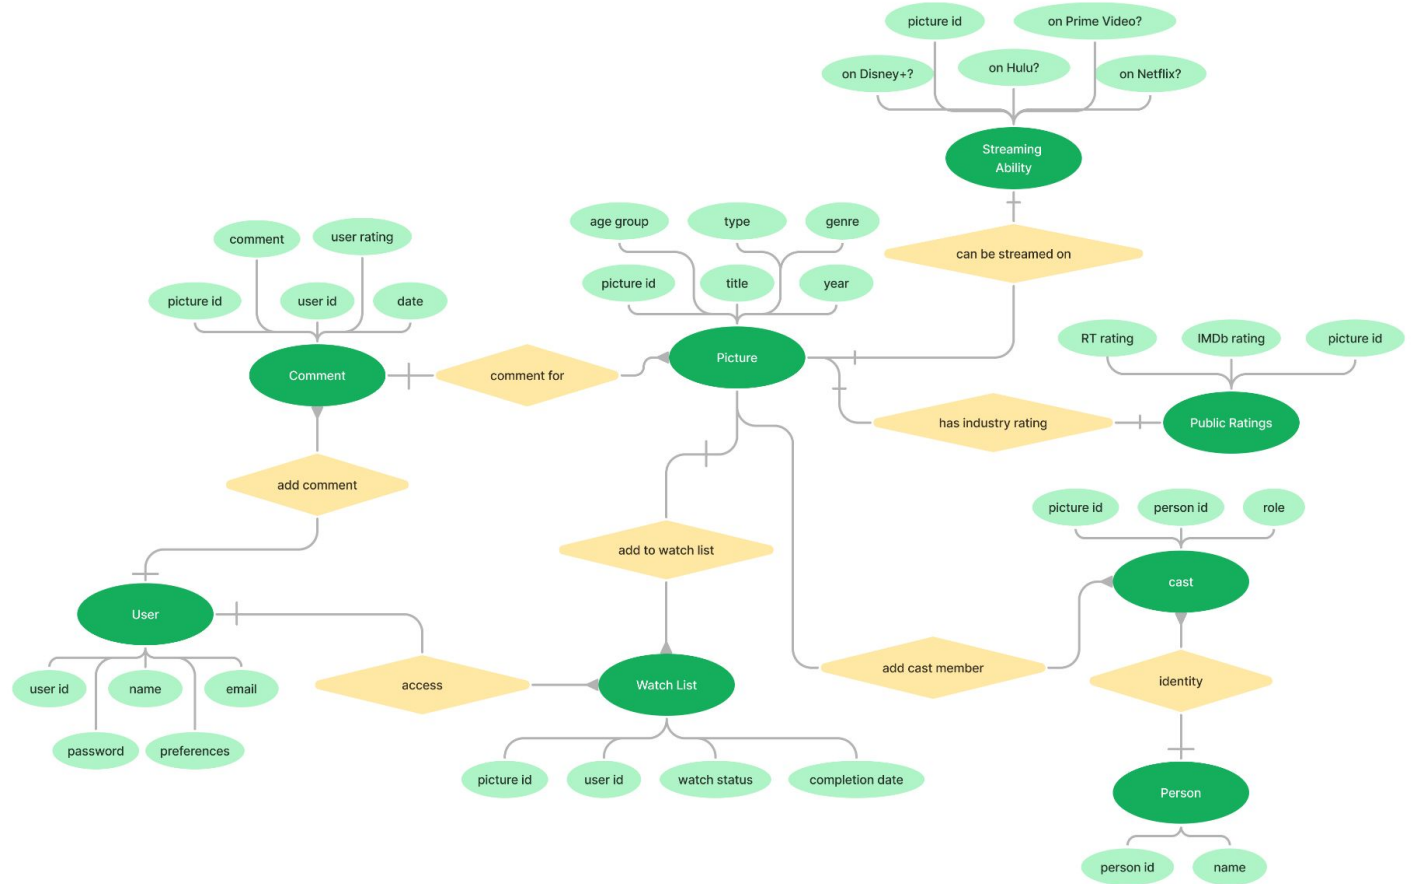 picture id
on Prime Video?
on Disney+?
on Hulu?
on Netflix?
Streaming
Ability
can be streamed on
age group
type
genre
picture id
title
year
Picture
comment
user rating
picture id
user id
date
Comment
comment for
RT rating
IMDb rating
picture id
has industry rating
Public Ratings
add comment
add to watch list
picture id
person id
role
cast
User
user id
name
email
password
preferences
access
Watch List
picture id
user id
watch status
completion date
add cast member
identity
Person
person id
name